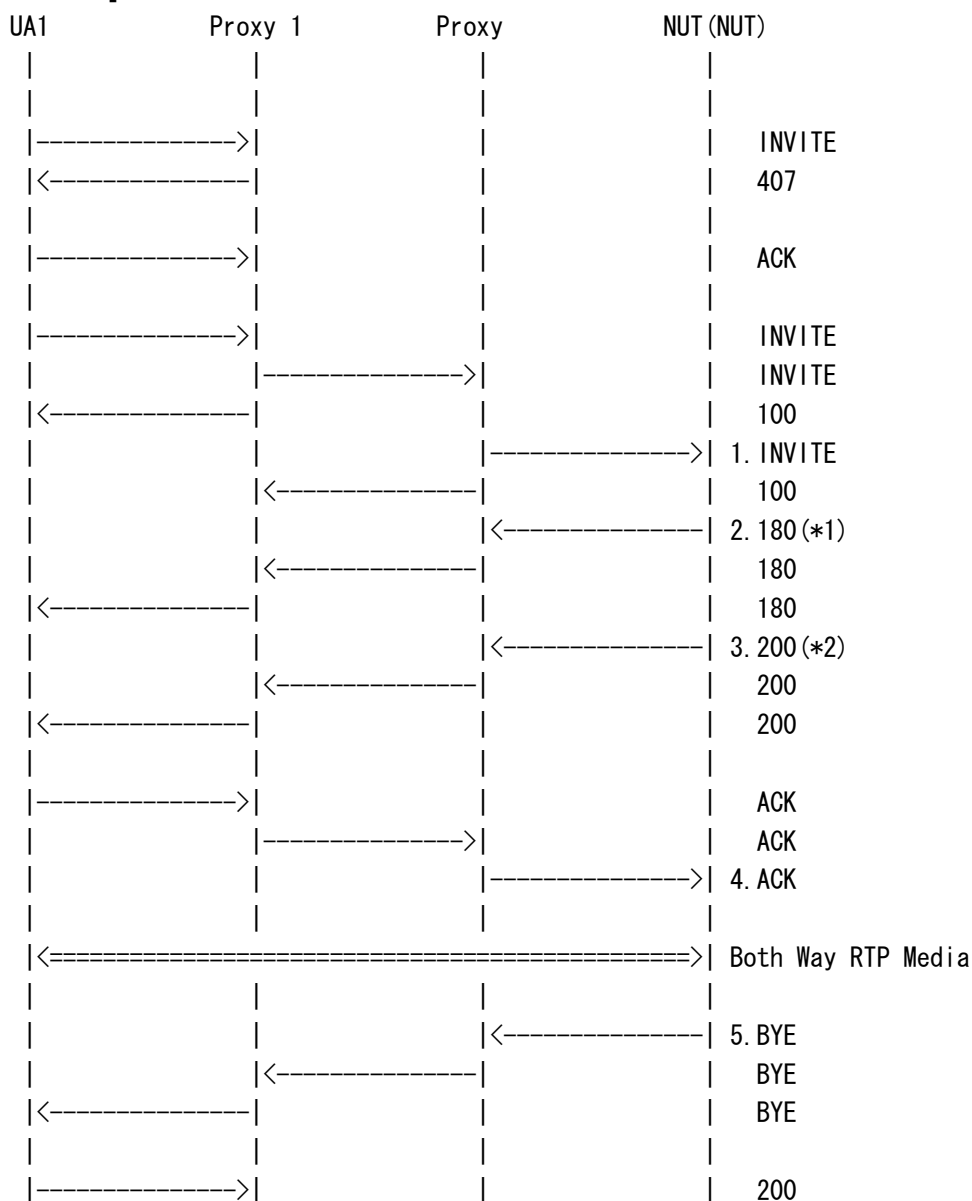 UA1 Proxy 1 Proxy NUT(NUT)
| | | |
| | | |
|--------------->| | | INVITE
|<---------------| | | 407
| | | |
|--------------->| | | ACK
| | | |
|--------------->| | | INVITE
| |--------------->| | INVITE
|<---------------| | | 100
| | |--------------->| 1.INVITE
| |<---------------| | 100
| | |<---------------| 2.180(*1)
| |<---------------| | 180
|<---------------| | | 180
| | |<---------------| 3.200(*2)
| |<---------------| | 200
|<---------------| | | 200
| | | |
|--------------->| | | ACK
| |--------------->| | ACK
| | |--------------->| 4.ACK
| | | |
|<================================================>| Both Way RTP Media
| | | |
| | |<---------------| 5.BYE
| |<---------------| | BYE
|<---------------| | | BYE
| | | |
|--------------->| | | 200